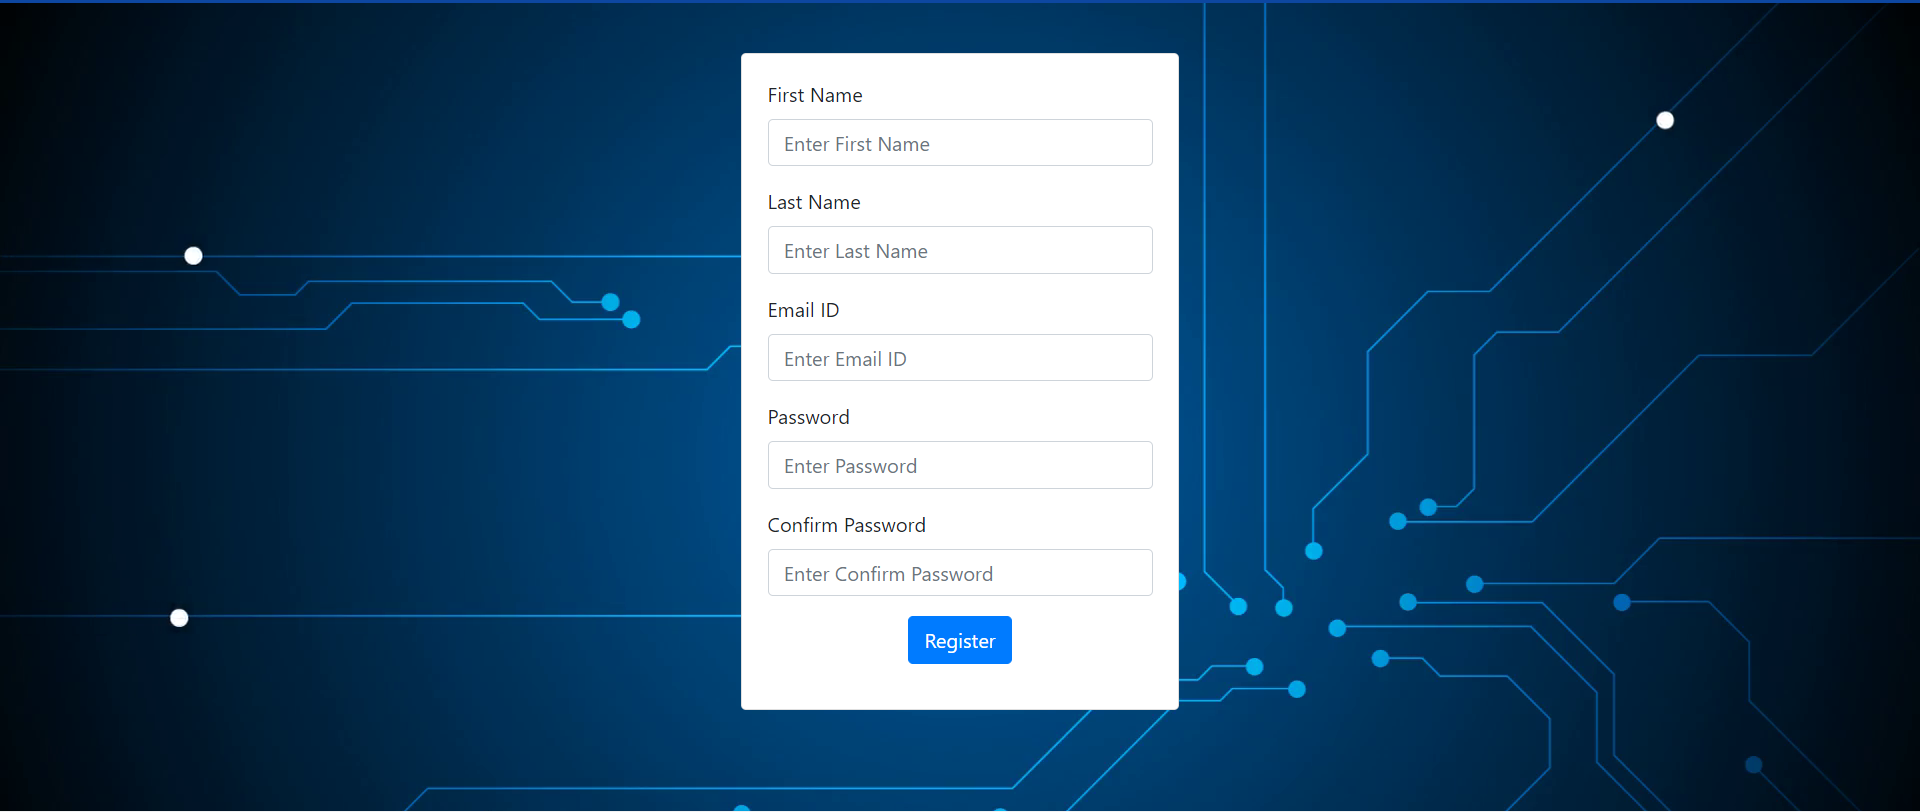 First Name
Enter First Name
Last Name
Enter Last Name
Email ID
Enter Email ID
Password
Enter Password
Confirm Password
Enter Confirm Password
Register